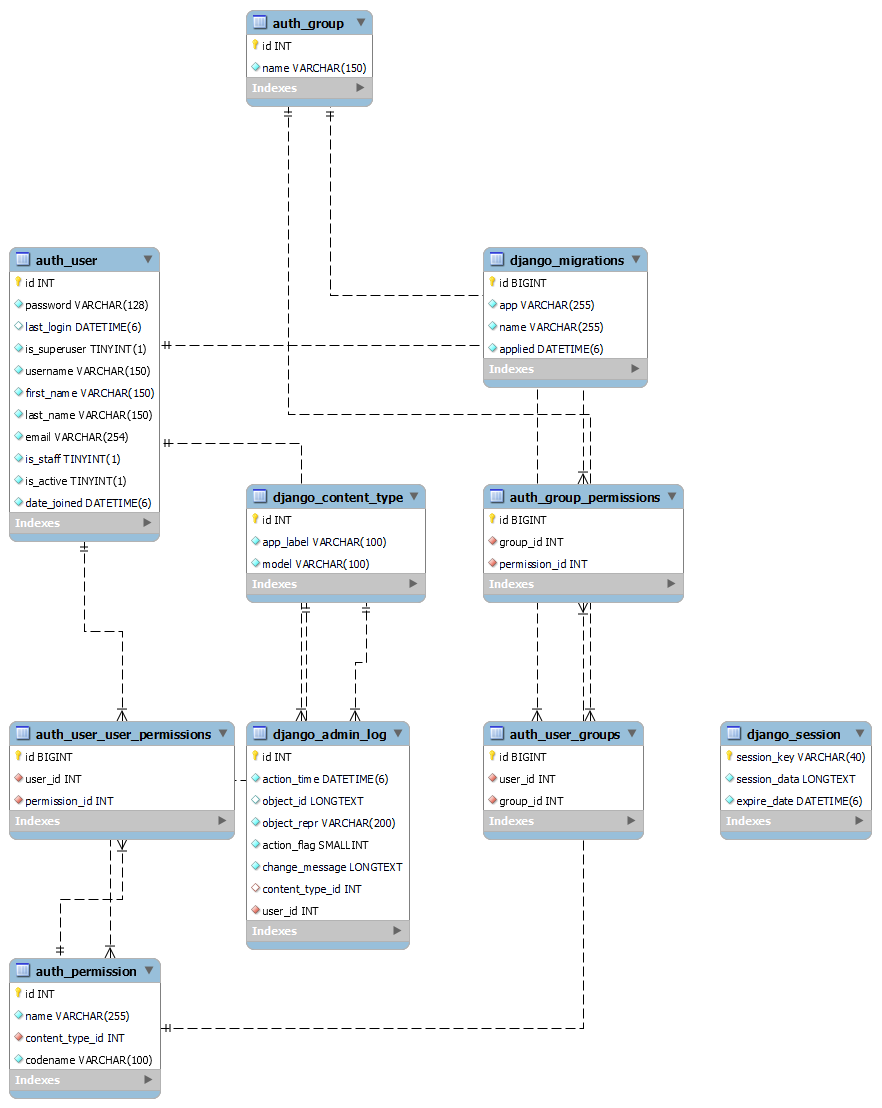 auth_group
id INT
name VARCHAR(150)
Indexes
auth_user
id INT
password VARCHAR(128)
last_login DATETIME(6)
is_superuser TINYINT(1)
username VARCHAR(150)
first_name VARCHAR(150)
last_name VARCHAR(150)
email VARCHAR(254)
is_staff TINYINT(1)
is_active TINYINT(1)
date_joined DATETIME(6)
Indexes
django_migrations
id BIGINT
app VARCHAR(255)
name VARCHAR(255)
applied DATETIME(6)
Indexes
django_content_type
id INT
app_label VARCHAR(100)
model VARCHAR(100)
Indexes
auth_group_permissions
id BIGINT
group_id INT
permission_id INT
Indexes
auth_user_user_permissions
id BIGINT
user_id INT
permission_id INT
Indexes
django_admin_log
id INT
action_time DATETIME(6)
object_id LONGTEXT
object_repr VARCHAR(200)
action_flag SMALLINT
change_message LONGTEXT
content_type_id INT
user_id INT
Indexes
auth_user_groups
id BIGINT
user_id INT
group_id INT
Indexes
django_session
session_key VARCHAR(40)
session_data LONGTEXT
expire_date DATETIME(6)
Indexes
auth_permission
id INT
name VARCHAR(255)
content_type_id INT
codename VARCHAR(100)
Indexes